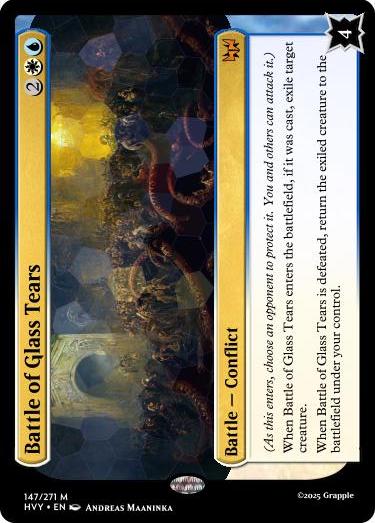 Battle of Glass Tears
2
Battle – Conflict
(As this enters, choose an opponent to protect it. You and others can attack it.)
When Battle of Glass Tears enters the battlefield, if it was cast, exile target
creature.
When Battle of Glass Tears is defeated, return the exiled creature to the
battlefield under your control.
4
147/271 M
HVY • EN Andreas Maaninka
©2025 Grapple